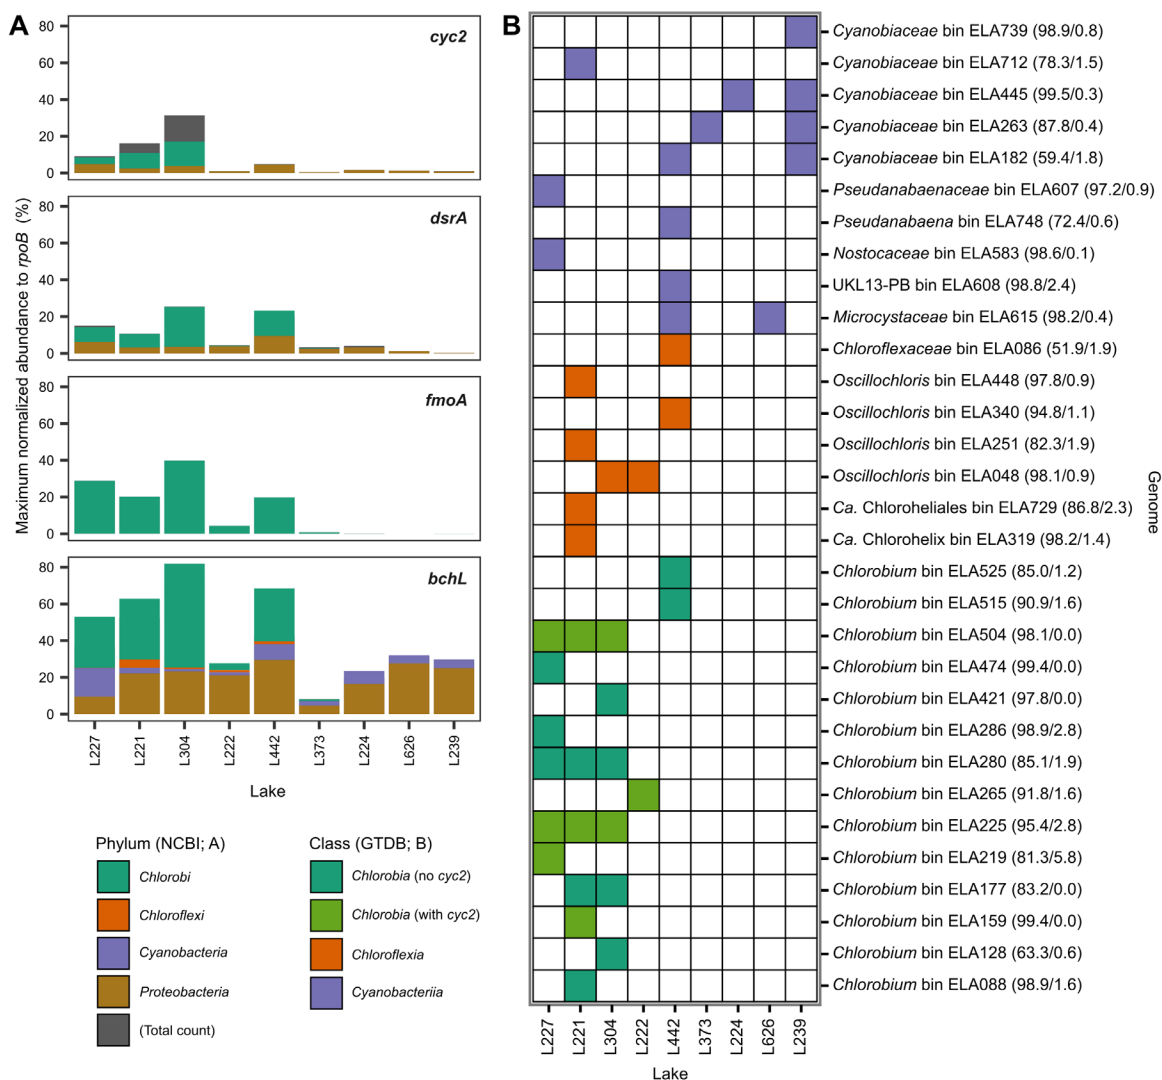 A
cyc2
80
60
40
20
0
dsrA
80
60
40
20
0
fmoA
80
60
40
20
0
bchL
80
60
40
20
0
Maximum normalized abundance to rpoB (%)
L227
L221
L304
L222
L442
L373
L224
L626
L239
Lake
Phylum (NCBI; A)
Chlorobi
Chloroflexi
Cyanobacteria
Proteobacteria
(Total count)
Class (GTDB; B)
Chlorobia (no cyc2)
Chlorobia (with cyc2)
Chloroflexia
Cyanobacteriia
B
Cyanobiaceae bin ELA739 (98.9/0.8)
Cyanobiaceae bin ELA712 (78.3/1.5)
Cyanobiaceae bin ELA445 (99.5/0.3)
Cyanobiaceae bin ELA263 (87.8/0.4)
Cyanobiaceae bin ELA182 (59.4/1.8)
Pseudanabaenaceae bin ELA607 (97.2/0.9)
Pseudanabaena bin ELA748 (72.4/0.6)
Nostocaceae bin ELA583 (98.6/0.1)
UKL13-PB bin ELA608 (98.8/2.4)
Microcystaceae bin ELA615 (98.2/0.4)
Chloroflexaceae bin ELA086 (51.9/1.9)
Oscillochloris bin ELA448 (97.8/0.9)
Oscillochloris bin ELA340 (94.8/1.1)
Oscillochloris bin ELA251 (82.3/1.9)
Oscillochloris bin ELA048 (98.1/0.9)
Ca. Chloroheliales bin ELA729 (86.8/2.3)
Ca. Chlorohelix bin ELA319 (98.2/1.4)
Chlorobium bin ELA525 (85.0/1.2)
Chlorobium bin ELA515 (90.9/1.6)
Chlorobium bin ELA504 (98.1/0.0)
Chlorobium bin ELA474 (99.4/0.0)
Chlorobium bin ELA421 (97.8/0.0)
Chlorobium bin ELA286 (98.9/2.8)
Chlorobium bin ELA280 (85.1/1.9)
Chlorobium bin ELA265 (91.8/1.6)
Chlorobium bin ELA225 (95.4/2.8)
Chlorobium bin ELA219 (81.3/5.8)
Chlorobium bin ELA177 (83.2/0.0)
Chlorobium bin ELA159 (99.4/0.0)
Chlorobium bin ELA128 (63.3/0.6)
Chlorobium bin ELA088 (98.9/1.6)
Genome
L227
L221
L304
L222
L442
L373
L224
L626
L239
Lake